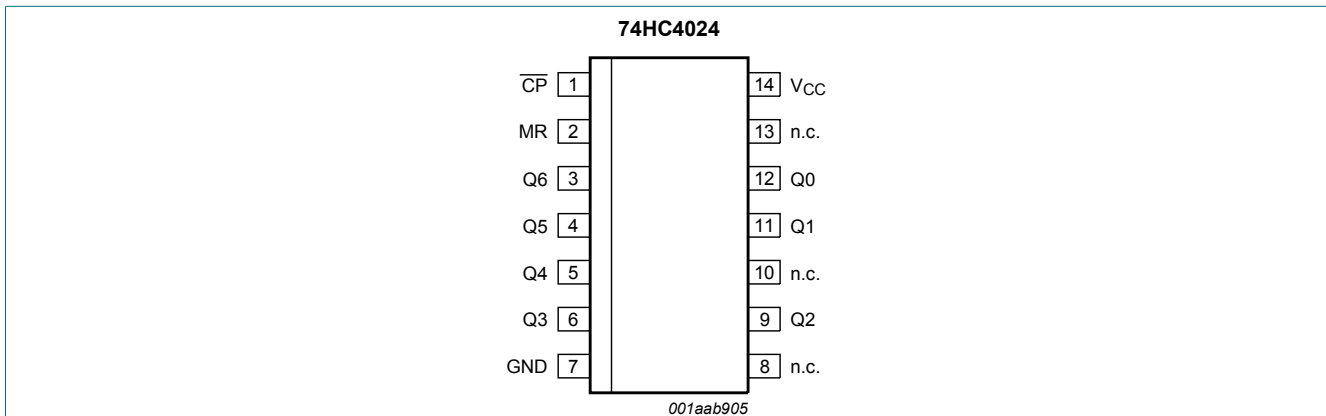 74HC4024
C̅P̅ 1 14 VCC
MR 2 13 n.c.
Q6 3 12 Q0
Q5 4 11 Q1
Q4 5 10 n.c.
Q3 6 9 Q2
GND 7 8 n.c.
001aab905